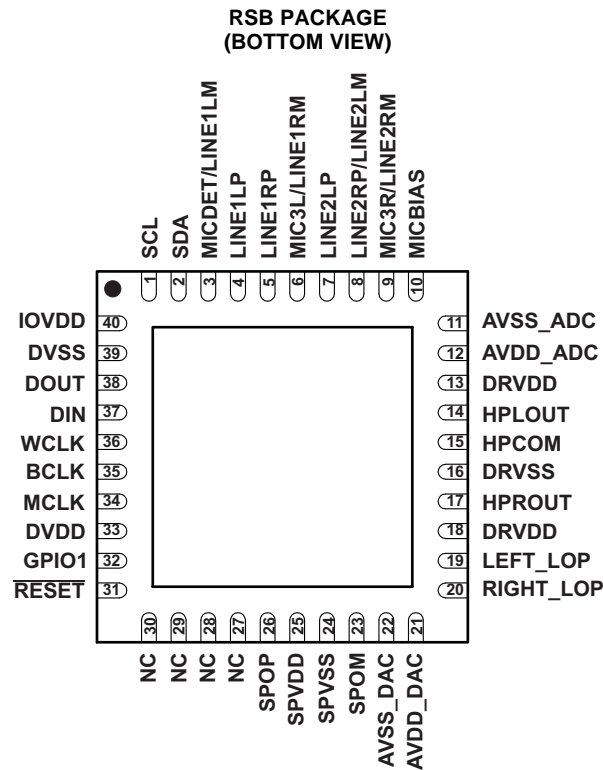 RSB PACKAGE
(BOTTOM VIEW)
SCL
SDA
MICDET/LINE1LM
LINE1LP
LINE1RP
MIC3L/LINE1RM
LINE2LP
LINE2RP/LINE2LM
MIC3R/LINE2RM
MICBIAS
1 2 3 4 5 6 7 8 9 10
IOVDD 40
DVSS 39
DOUT 38
DIN 37
WCLK 36
BCLK 35
MCLK 34
DVDD 33
GPIO1 32
RESET 31
11 AVSS_ADC
12 AVDD_ADC
13 DRVDD
14 HPLOUT
15 HPCOM
16 DRVSS
17 HPROUT
18 DRVDD
19 LEFT_LOP
20 RIGHT_LOP
30 29 28 27 26 25 24 23 22 21
NC
NC
NC
NC
SPOP
SPVDD
SPVSS
SPOM
AVSS_DAC
AVDD_DAC